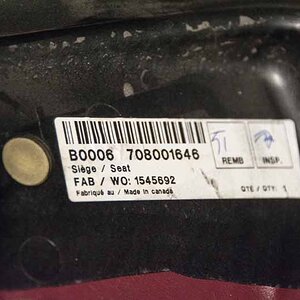 B0006 708001646
Siège / Seat
FAB / WO: 1545692
Fabriqué au / Made in canada
REMB
INSP.
QTÉ / QTY: 1